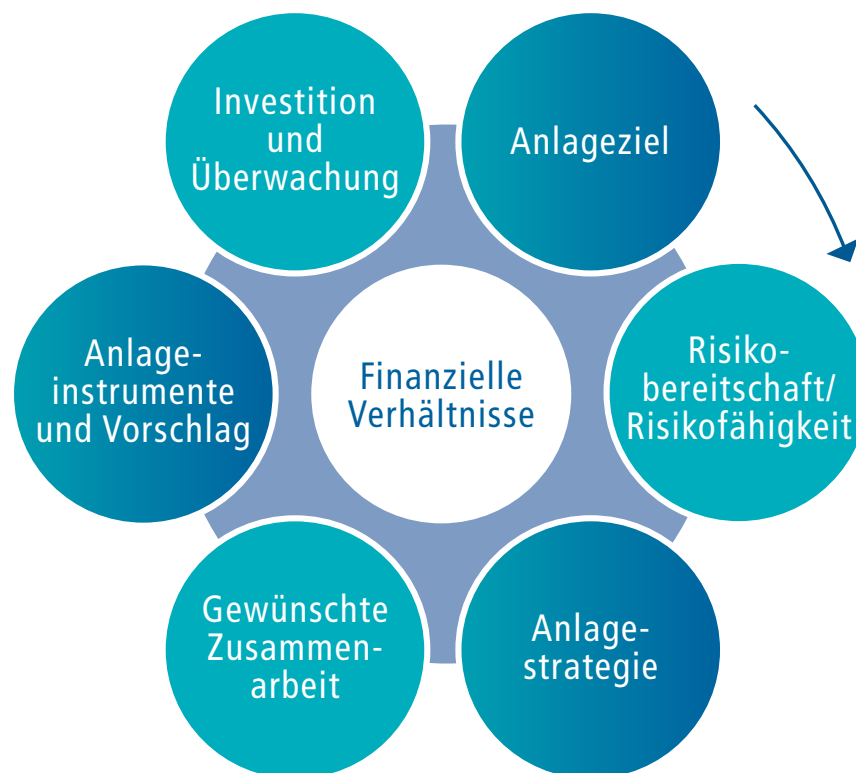 Anlageziel
Risiko-
bereitschaft/
Risikofähigkeit
Anlage-
strategie
Gewünschte
Zusammen-
arbeit
Anlage-
instrumente
und Vorschlag
Investition
und
Überwachung
Finanzielle
Verhältnisse